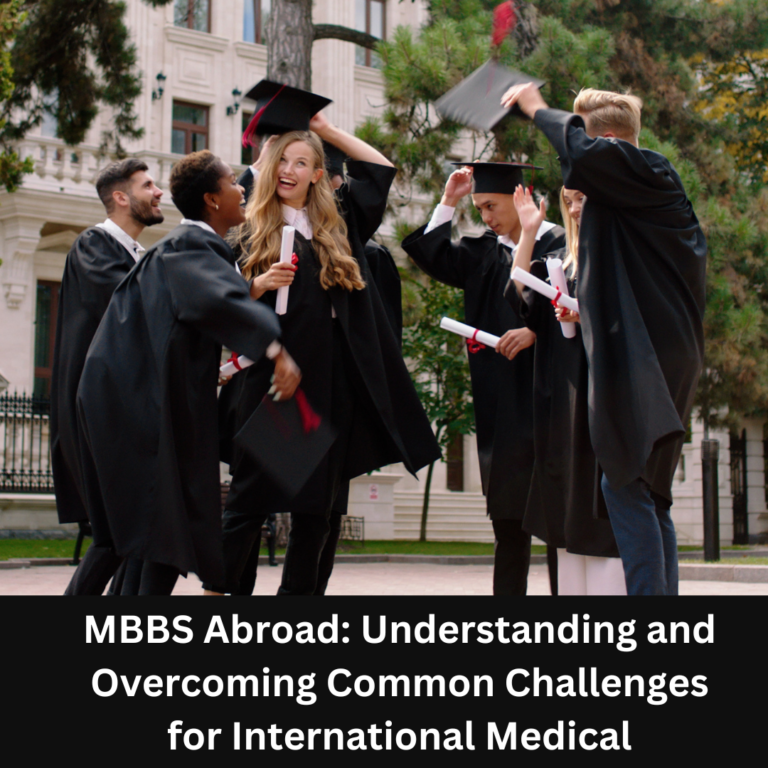 MBBS Abroad: Understanding and
Overcoming Common Challenges
for International Medical